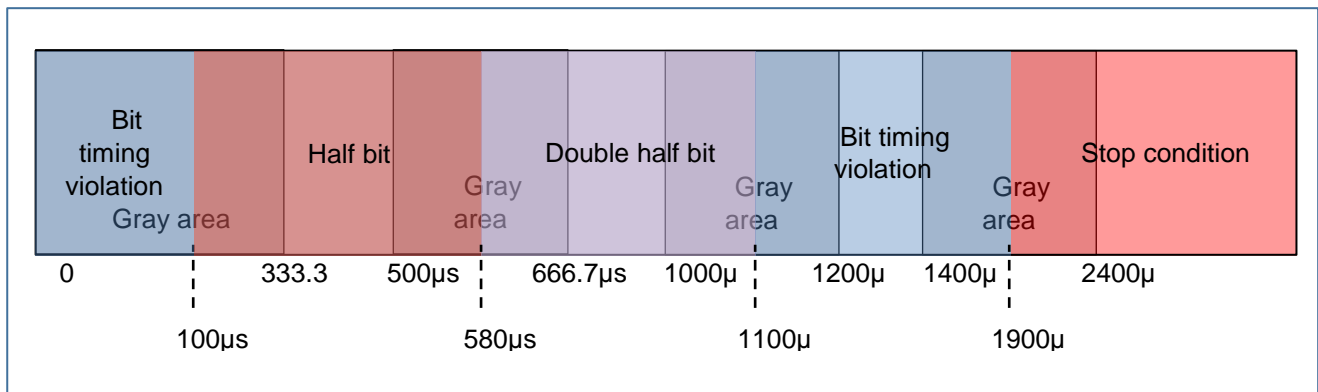 Bit
timing
violation
Half bit
Double half bit
Bit timing
violation
Stop condition
Gray area
Gray
area
Gray
area
Gray
area
0
333.3
500µs
666.7µs
1000µ
1200µ
1400µ
2400µ
100µs
580µs
1100µ
1900µ